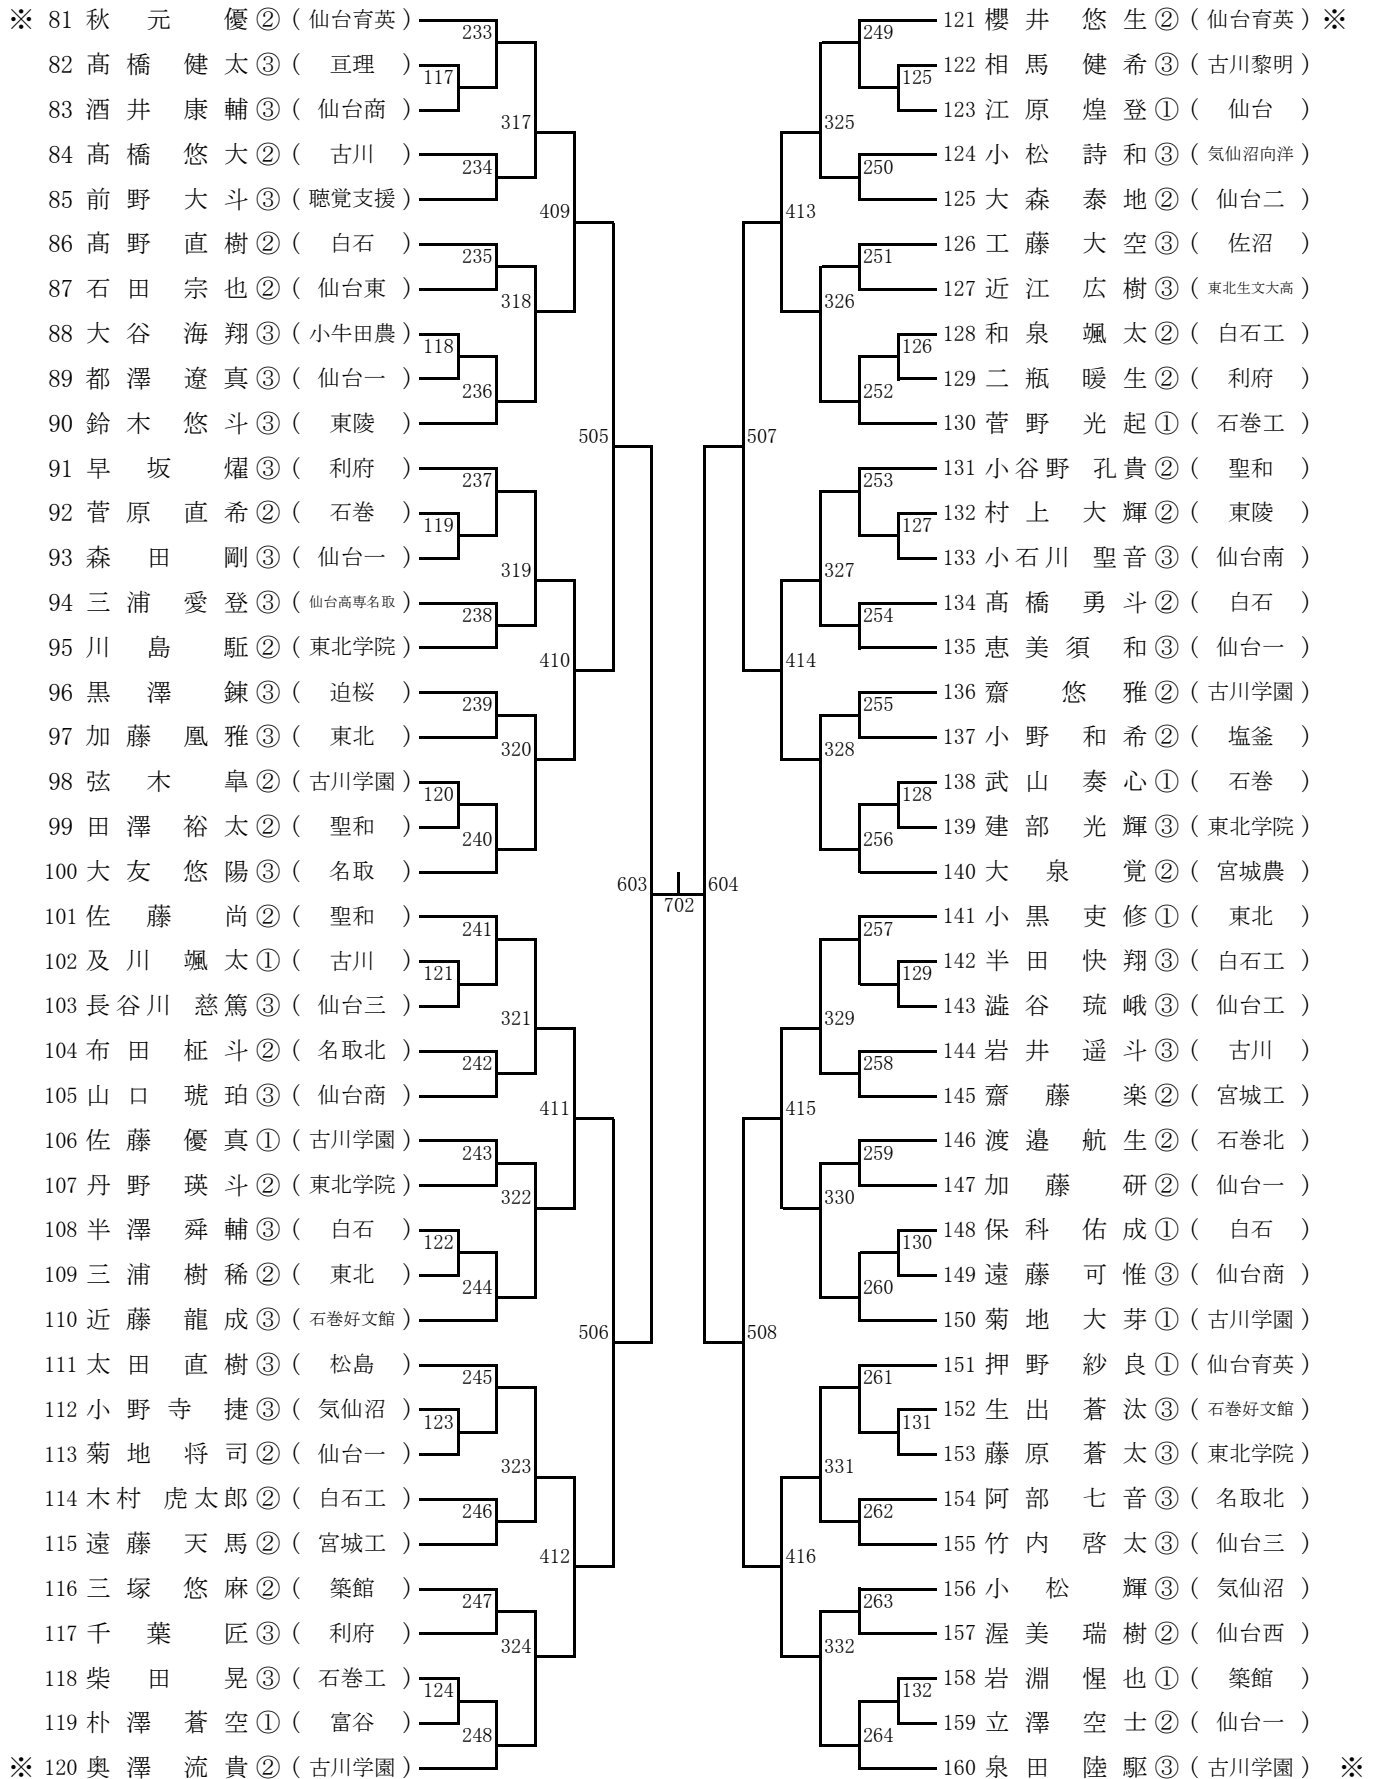 ※ 81 秋元 優② (仙台育英)
233
82 髙橋 健太③ (亘理)
117
83 酒井 康輔③ (仙台商)
317
84 髙橋 悠大② (古川)
234
85 前野 大斗③ (聴覚支援)
409
86 髙野 直樹② (白石)
235
87 石田 宗也② (仙台東)
318
88 大谷 海翔③ (小牛田農)
118
89 都澤 遼真③ (仙台一)
236
90 鈴木 悠斗③ (東陵)
505
91 早坂 燿③ (利府)
237
92 菅原 直希② (石巻)
119
93 森田 剛③ (仙台一)
319
94 三浦 愛登③ (仙台高専名取)
238
95 川島 駈② (東北学院)
410
96 黒澤 錬③ (迫桜)
239
97 加藤 凰雅③ (東北)
320
98 弦木 皐② (古川学園)
120
99 田澤 裕太② (聖和)
240
100 大友 悠陽③ (名取)
603
702
101 佐藤 尚② (聖和)
241
102 及川 颯太① (古川)
121
103 長谷川 慈篤③ (仙台三)
321
104 布田 柾斗② (名取北)
242
105 山口 琥珀③ (仙台商)
411
106 佐藤 優真① (古川学園)
243
107 丹野 瑛斗② (東北学院)
322
108 半澤 舜輔③ (白石)
122
109 三浦 樹稀② (東北)
244
110 近藤 龍成③ (石巻好文館)
506
111 太田 直樹③ (松島)
245
112 小野寺 捷③ (気仙沼)
123
113 菊地 将司② (仙台一)
323
114 木村 虎太郎② (白石工)
246
115 遠藤 天馬② (宮城工)
412
116 三塚 悠麻② (築館)
247
117 千葉 匠③ (利府)
324
118 柴田 晃③ (石巻工)
124
119 朴澤 蒼空① (富谷)
248
※ 120 奥澤 流貴② (古川学園)
121 櫻井 悠生② (仙台育英) ※
249
122 相馬 健希③ (古川黎明)
125
123 江原 煌登① (仙台)
325
124 小松 詩和③ (気仙沼向洋)
250
125 大森 泰地② (仙台二)
413
126 工藤 大空③ (佐沼)
251
127 近江 広樹③ (東北生文大高)
326
128 和泉 颯太② (白石工)
126
129 二瓶 暖生② (利府)
252
130 菅野 光起① (石巻工)
507
131 小谷野 孔貴② (聖和)
253
132 村上 大輝② (東陵)
127
133 小石川 聖音③ (仙台南)
327
134 髙橋 勇斗② (白石)
254
135 恵美須 和③ (仙台一)
414
136 齋 悠雅② (古川学園)
255
137 小野 和希② (塩釜)
328
138 武山 奏心① (石巻)
128
139 建部 光輝③ (東北学院)
256
140 大泉 覚② (宮城農)
604
141 小黒 吏修① (東北)
257
142 半田 快翔③ (白石工)
129
143 澁谷 琉峨③ (仙台工)
329
144 岩井 遥斗③ (古川)
258
145 齋藤 楽② (宮城工)
415
146 渡邉 航生② (石巻北)
259
147 加藤 研② (仙台一)
330
148 保科 佑成① (白石)
130
149 遠藤 可惟③ (仙台商)
260
150 菊地 大芽① (古川学園)
508
151 押野 紗良① (仙台育英)
261
152 生出 蒼汰③ (石巻好文館)
131
153 藤原 蒼太③ (東北学院)
331
154 阿部 七音③ (名取北)
262
155 竹内 啓太③ (仙台三)
416
156 小松 輝③ (気仙沼)
263
157 渥美 瑞樹② (仙台西)
332
158 岩淵 惺也① (築館)
132
159 立澤 空士② (仙台一)
264
160 泉田 陸駆③ (古川学園) ※